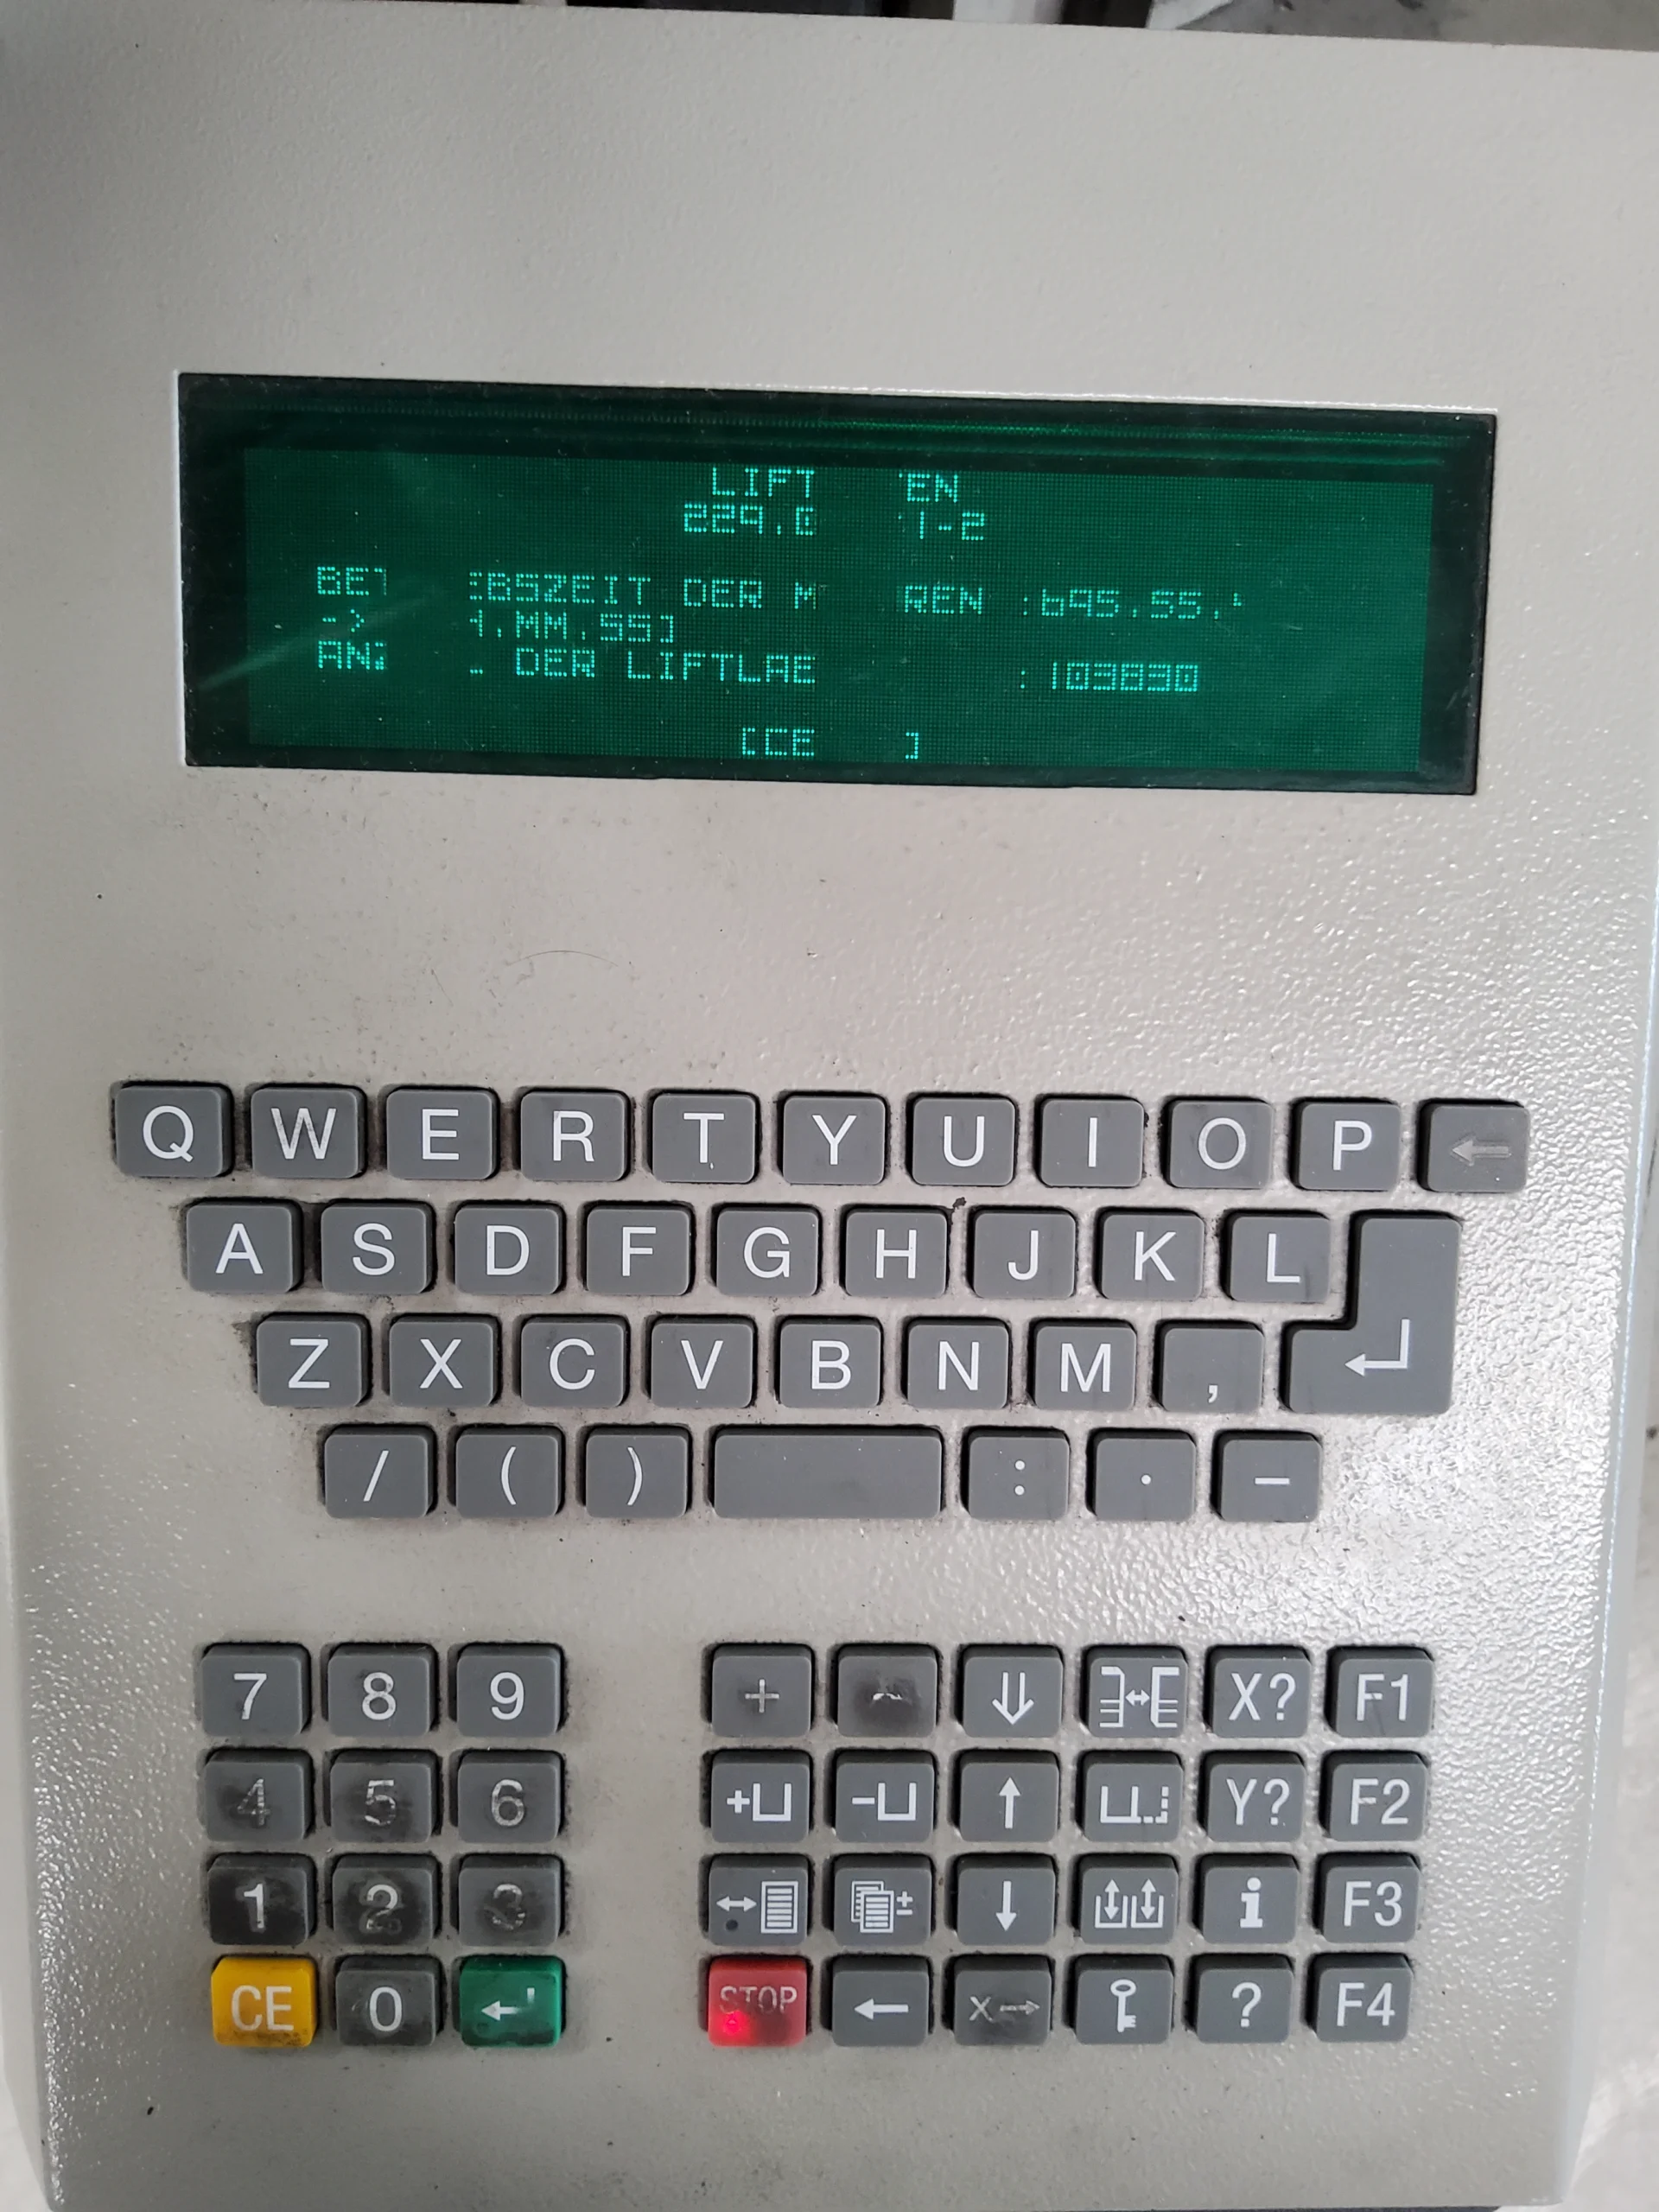 LIFT EN
229.0 1-2
BET EBSZEIT DER M REN :695.55.
-> H.MM.SS]
AN DER LIFTLAE :103830
[CE ]
Q W E R T Y U I O P ←
A S D F G H J K L
Z X C V B N M , ↵
/ ( ) : . -
7 8 9
4 5 6
1 2 3
CE 0 ↵
+ - ⇓ X? F1
+⊔ -⊔ ↑ Y? F2
↔ ± ↓ i F3
STOP ← X→ ? F4